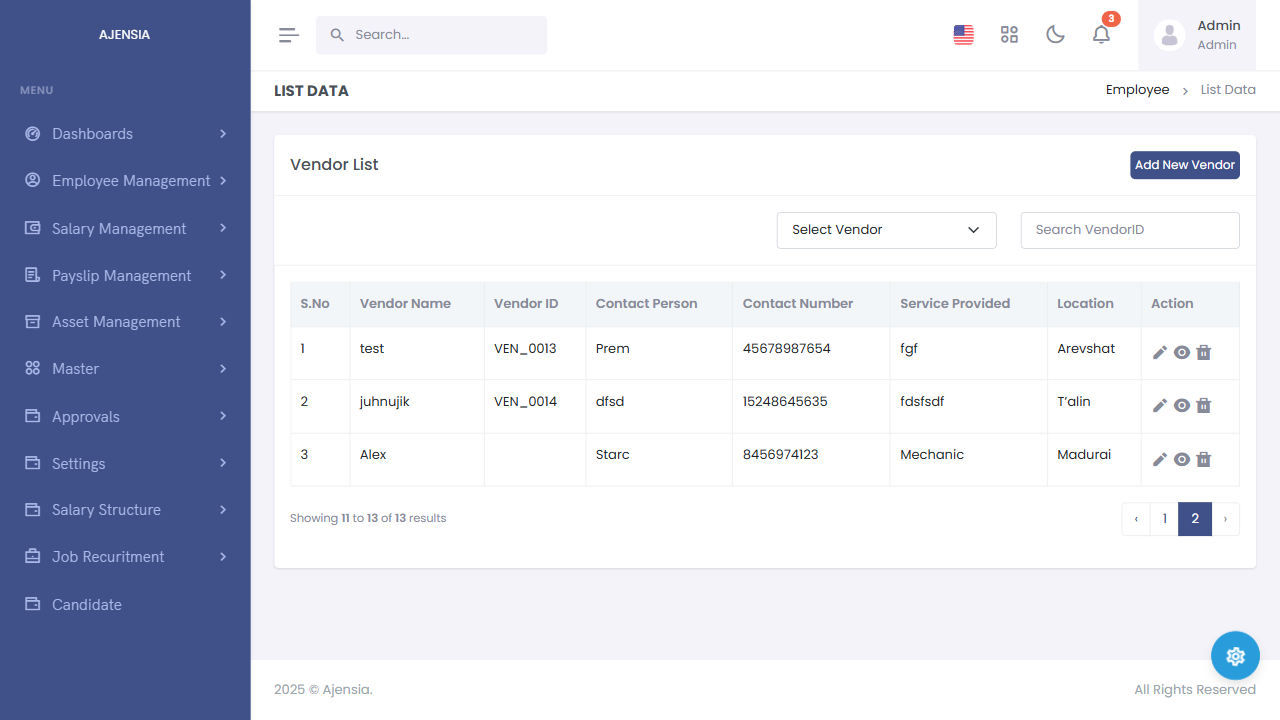 AJENSIA
MENU
Dashboards
Employee Management
Salary Management
Payslip Management
Asset Management
Master
Approvals
Settings
Salary Structure
Job Recuritment
Candidate
Search...
3
Admin
Admin
LIST DATA
Employee > List Data
Vendor List
Add New Vendor
Select Vendor
Search VendorID
S.No Vendor Name Vendor ID Contact Person Contact Number Service Provided Location Action
1 test VEN_0013 Prem 45678987654 fgf Arevshat
2 juhnujik VEN_0014 dfsd 15248645635 fdsfsdf T’alin
3 Alex Starc 8456974123 Mechanic Madurai
Showing 11 to 13 of 13 results
‹ 1 2 ›
2025 © Ajensia.
All Rights Reserved